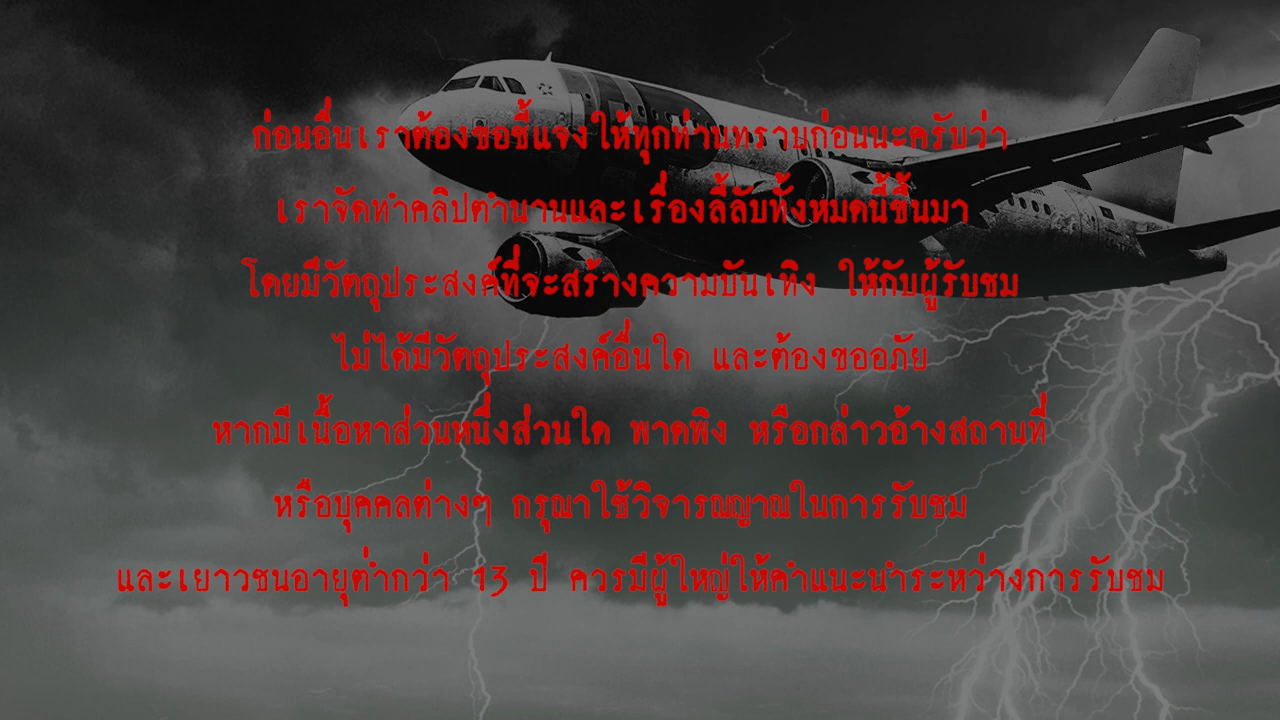 ก่อนอื่นเราต้องขอชี้แจงให้ทุกท่านทราบก่อนนะครับว่า
เราจัดทำคลิปตำนานและเรื่องลี้ลับทั้งหมดนี้ขึ้นมา
โดยมีวัตถุประสงค์ที่จะสร้างความบันเทิง ให้กับผู้รับชม
ไม่ได้มีวัตถุประสงค์อื่นใด และต้องขออภัย
หากมีเนื้อหาส่วนหนึ่งส่วนใด พาดพิง หรือกล่าวอ้างสถานที่
หรือบุคคลต่างๆ กรุณาใช้วิจารณญาณในการรับชม
และเยาวชนอายุต่ำกว่า 13 ปี ควรมีผู้ใหญ่ให้คำแนะนำระหว่างการรับชม